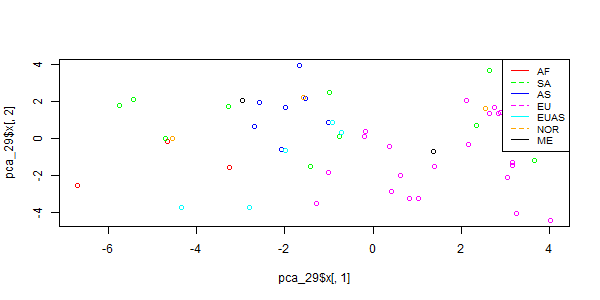 pca_29$x[, 2]
4
2
0
-2
-4
AF
SA
AS
EU
EUAS
NOR
ME
-6 -4 -2 0 2 4
pca_29$x[, 1]